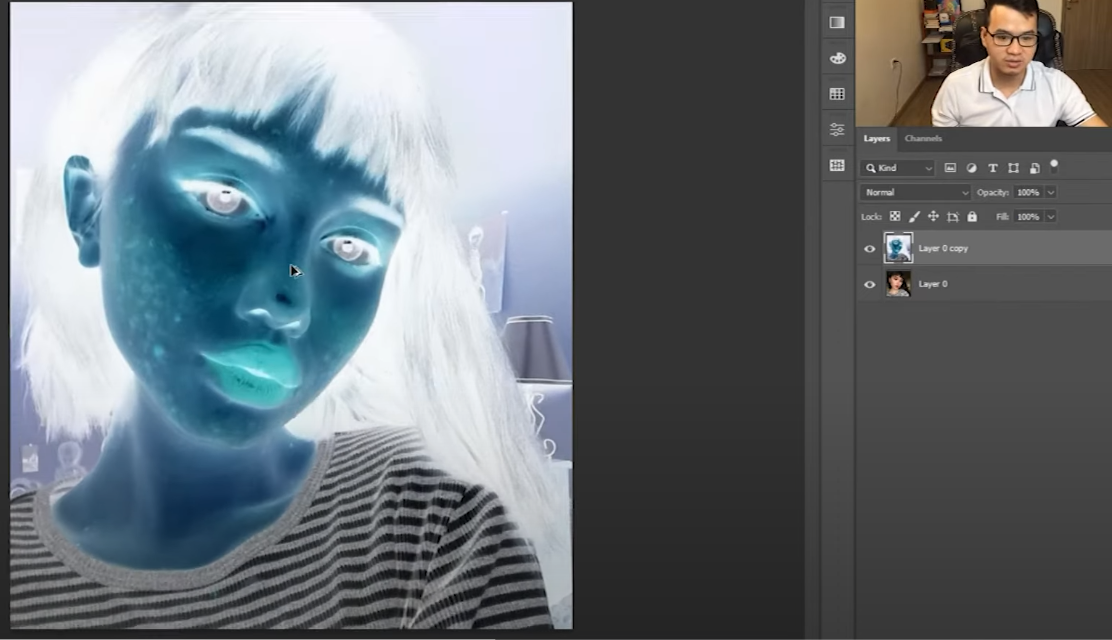 Layers Channels
Kind
Normal Opacity: 100%
Lock: Fill: 100%
Layer 0 copy
Layer 0